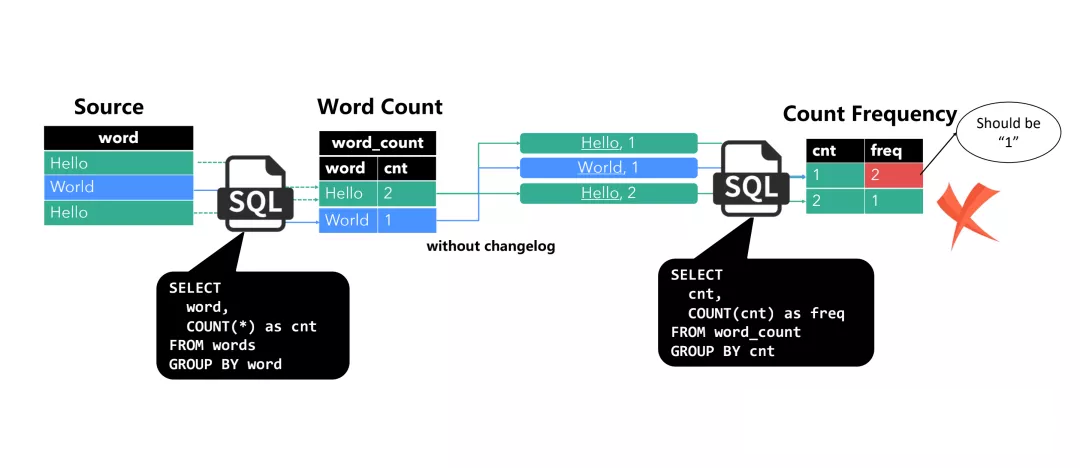 Source
word
Hello
World
Hello
SQL
SELECT
word,
COUNT(*) as cnt
FROM words
GROUP BY word
Word Count
word_count
word cnt
Hello 2
World 1
without changelog
Hello, 1
World, 1
Hello, 2
SQL
SELECT
cnt,
COUNT(cnt) as freq
FROM word_count
GROUP BY cnt
Count Frequency
cnt freq
1 2
2 1
Should be
“1”